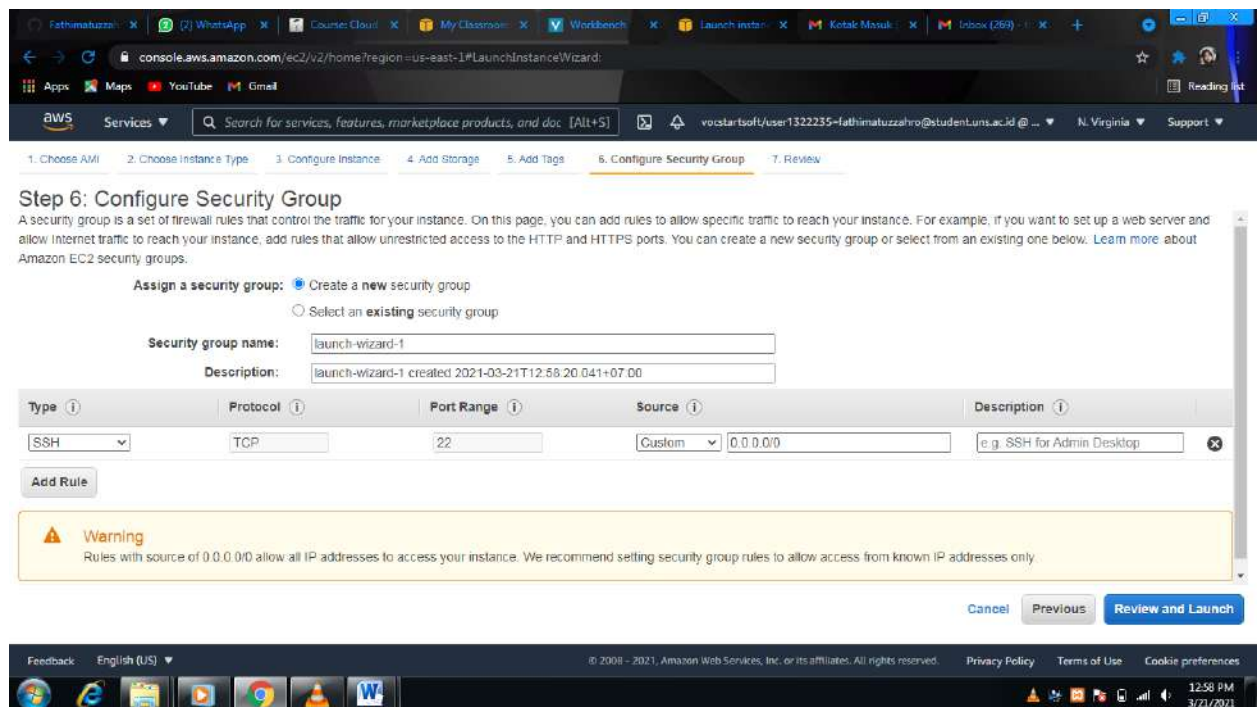 Fathimatuzzah
(2) WhatsApp
Course: Cloud
My Classroom
Workbench
Launch instan
Kotak Masuk
Inbox (269) -
console.aws.amazon.com/ec2/v2/home?region=us-east-1#LaunchInstanceWizard:
Apps Maps YouTube Gmail Reading list
aws Services Search for services, features, marketplace products, and doc [Alt+S] vocstartsoft/user1322235=fathimatuzzahro@student.uns.ac.id @ ... N. Virginia Support
1. Choose AMI 2. Choose Instance Type 3. Configure Instance 4. Add Storage 5. Add Tags 6. Configure Security Group 7. Review
Step 6: Configure Security Group
A security group is a set of firewall rules that control the traffic for your instance. On this page, you can add rules to allow specific traffic to reach your instance. For example, if you want to set up a web server and
allow Internet traffic to reach your instance, add rules that allow unrestricted access to the HTTP and HTTPS ports. You can create a new security group or select from an existing one below. Learn more about
Amazon EC2 security groups.
Assign a security group: Create a new security group
Select an existing security group
Security group name: launch-wizard-1
Description: launch-wizard-1 created 2021-03-21T12:58:20.041+07:00
Type Protocol Port Range Source Description
SSH TCP 22 Custom 0.0.0.0/0 e.g. SSH for Admin Desktop
Add Rule
Warning
Rules with source of 0.0.0.0/0 allow all IP addresses to access your instance. We recommend setting security group rules to allow access from known IP addresses only.
Cancel Previous Review and Launch
Feedback English (US) © 2008 - 2021, Amazon Web Services, Inc. or its affiliates. All rights reserved. Privacy Policy Terms of Use Cookie preferences
12:58 PM
3/21/2021